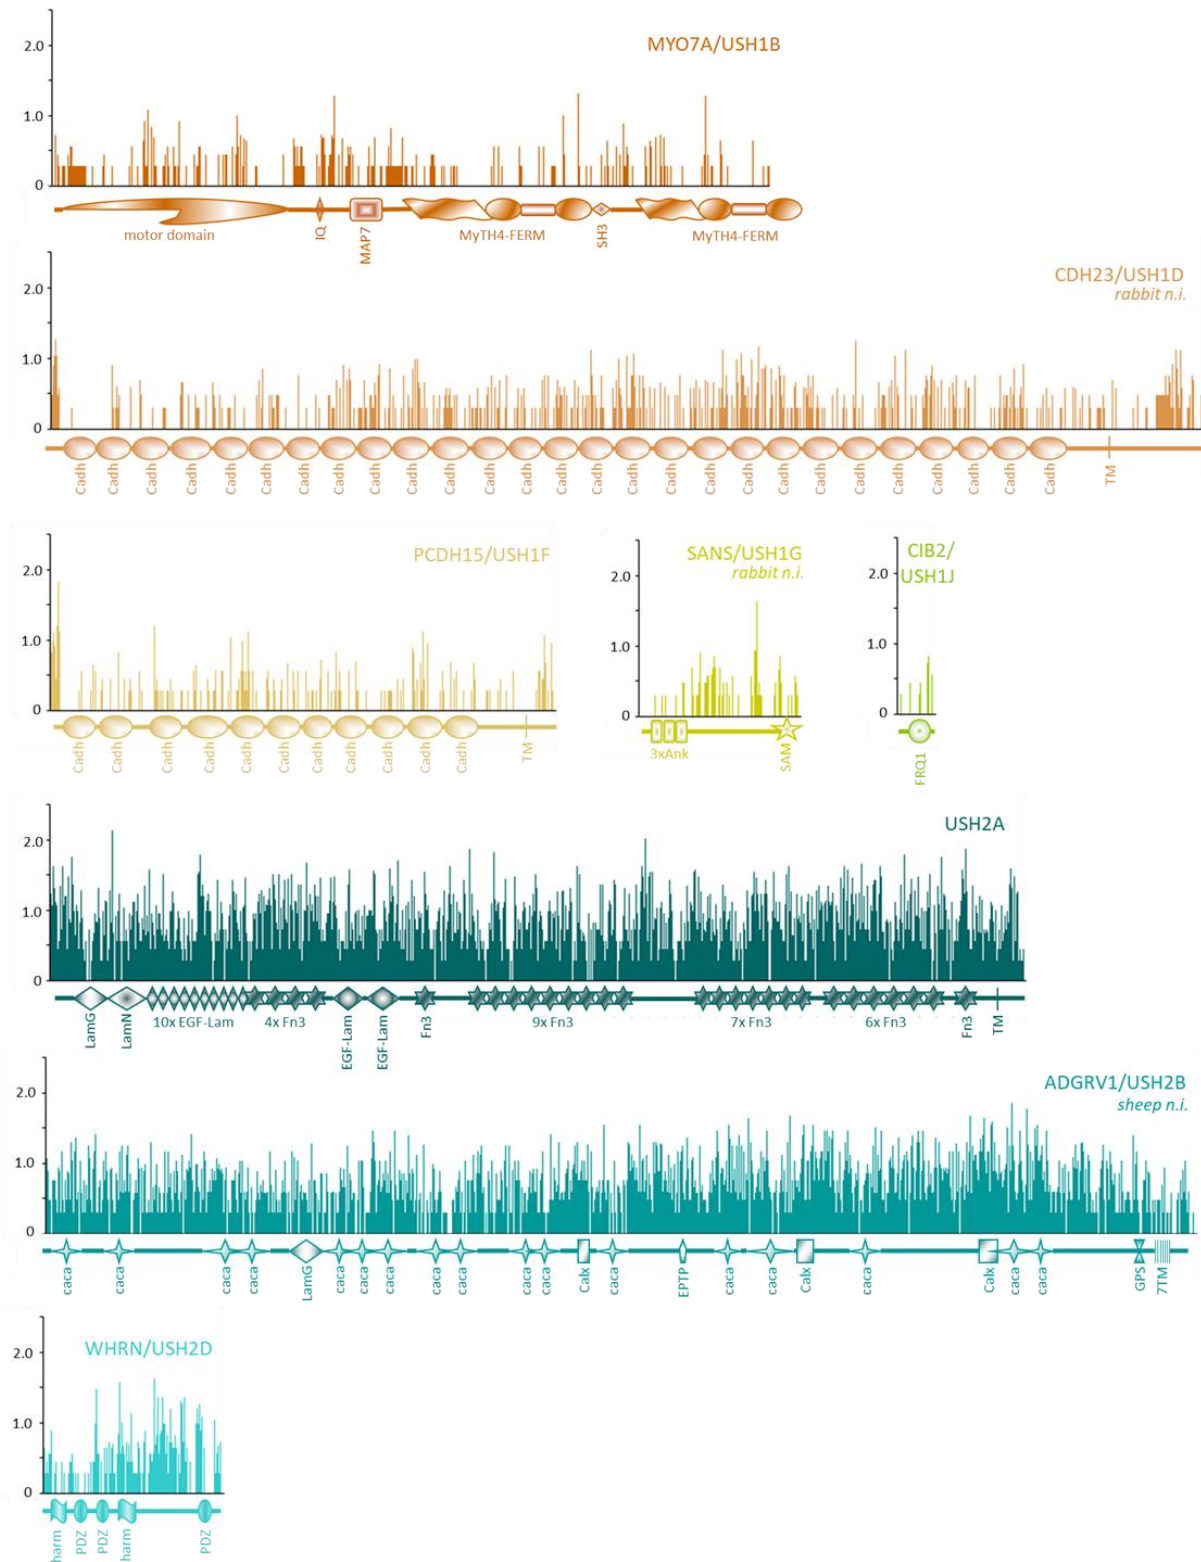 2.0
1.0
0
MYO7A/USH1B
motor domain
IQ
MAP7
MyTH4-FERM
SH3
MyTH4-FERM
2.0
1.0
0
CDH23/USH1D
rabbit n.i.
Cadh Cadh Cadh Cadh Cadh Cadh Cadh Cadh Cadh Cadh Cadh Cadh Cadh Cadh Cadh Cadh Cadh Cadh Cadh Cadh Cadh Cadh Cadh Cadh Cadh Cadh Cadh TM
2.0
1.0
0
PCDH15/USH1F
Cadh Cadh Cadh Cadh Cadh Cadh Cadh Cadh Cadh Cadh Cadh TM
2.0
1.0
0
SANS/USH1G
rabbit n.i.
3xAnk
SAM
2.0
1.0
0
CIB2/
USH1J
FRQ1
2.0
1.0
0
USH2A
LamG
LamN
10x EGF-Lam
4x Fn3
EGF-Lam
EGF-Lam
Fn3
9x Fn3
7x Fn3
6x Fn3
Fn3
TM
2.0
1.0
0
ADGRV1/USH2B
sheep n.i.
caca caca caca caca LamG caca caca caca caca caca caca caca Calx caca EPTP caca caca Calx caca Calx caca caca GPS 7TM
2.0
1.0
0
WHRN/USH2D
harm PDZ PDZ harm PDZ